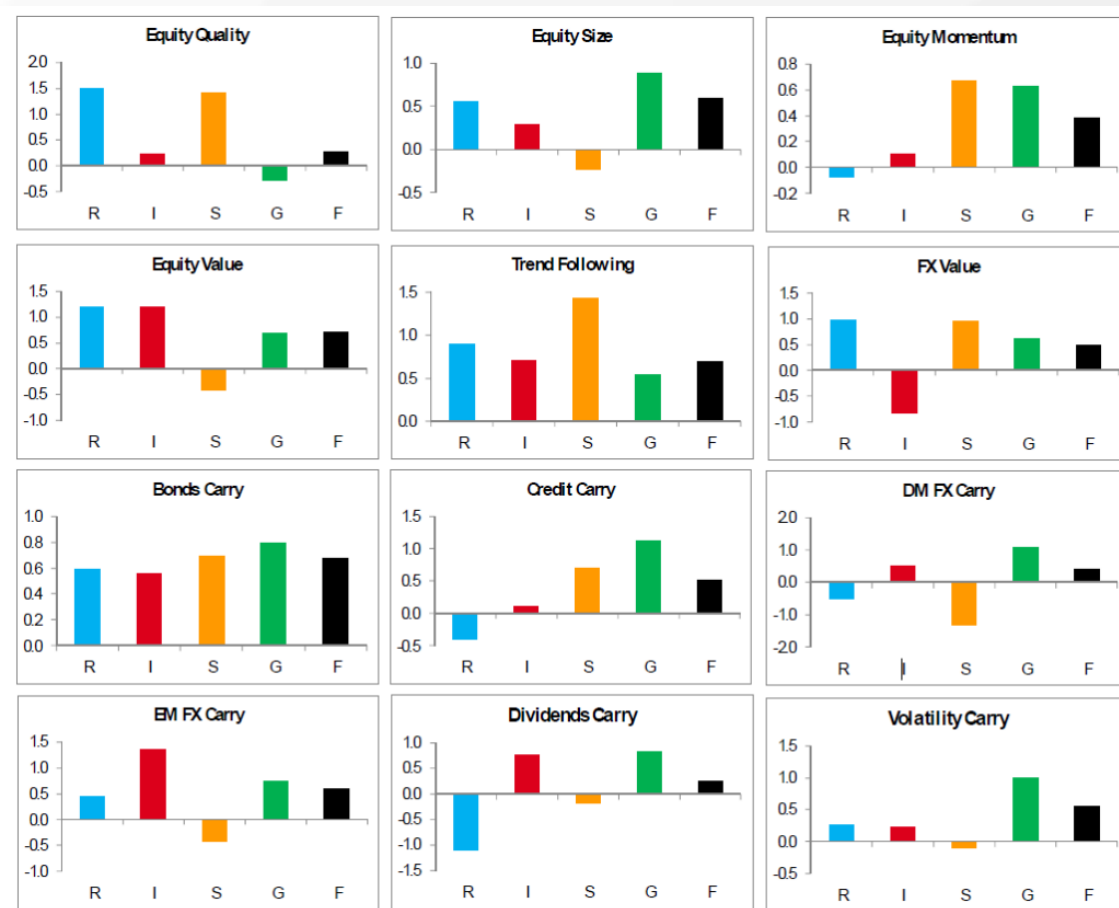 Equity Quality
2.0
1.5
1.0
0.5
0.0
-0.5
R I S G F
Equity Size
1.0
0.5
0.0
-0.5
R I S G F
Equity Momentum
0.8
0.6
0.4
0.2
0.0
-0.2
R I S G F
Equity Value
1.5
1.0
0.5
0.0
-0.5
-1.0
R I S G F
Trend Following
1.5
1.0
0.5
0.0
R I S G F
FX Value
1.5
1.0
0.5
0.0
-0.5
-1.0
R I S G F
Bonds Carry
1.0
0.8
0.6
0.4
0.2
0.0
R I S G F
Credit Carry
1.5
1.0
0.5
0.0
-0.5
R I S G F
DM FX Carry
2.0
1.0
0.0
-1.0
-2.0
R I S G F
EM FX Carry
1.5
1.0
0.5
0.0
-0.5
-1.0
R I S G F
Dividends Carry
1.0
0.5
0.0
-0.5
-1.0
-1.5
R I S G F
Volatility Carry
1.5
1.0
0.5
0.0
-0.5
R I S G F